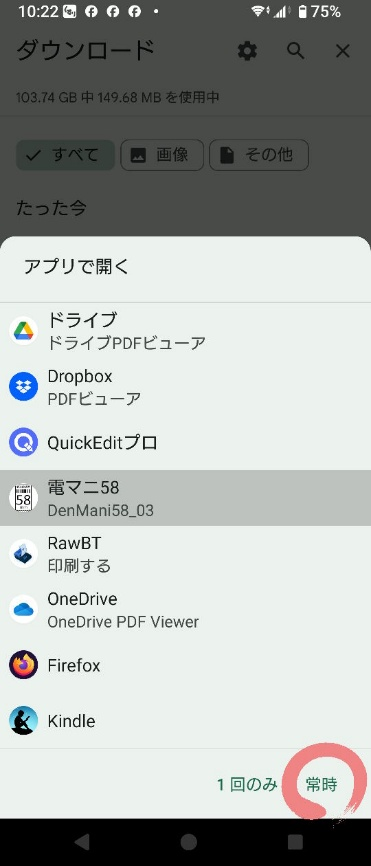 10:22 75%
ダウンロード
103.74 GB 中 149.68 MB を使用中
すべて 画像 その他
たった今
アプリで開く
ドライブ
ドライブPDFビューア
Dropbox
PDFビューア
QuickEditプロ
電マニ58
DenMani58_03
58
RawBT
印刷する
OneDrive
OneDrive PDF Viewer
Firefox
Kindle
1 回のみ 常時